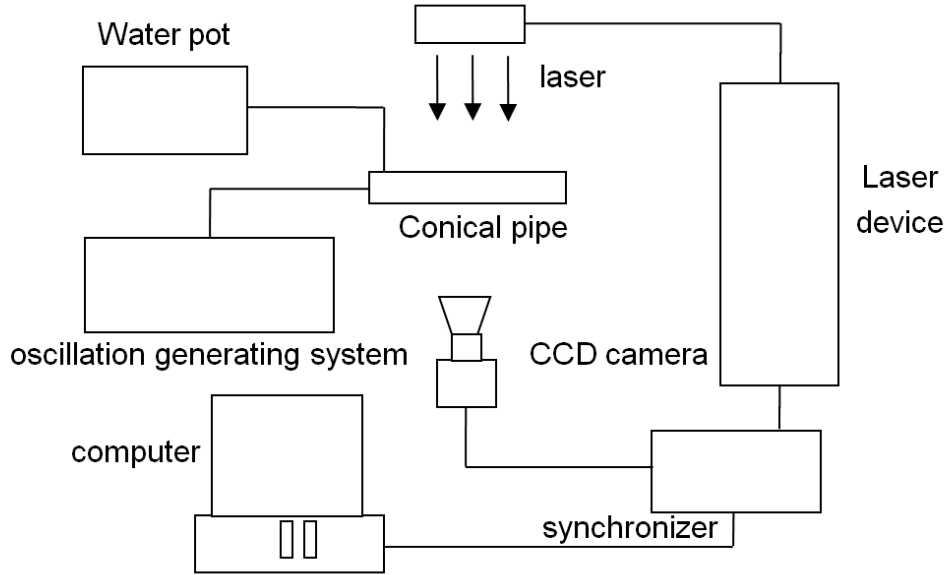 Water pot
laser
Laser
device
Conical pipe
oscillation generating system
CCD camera
computer
synchronizer